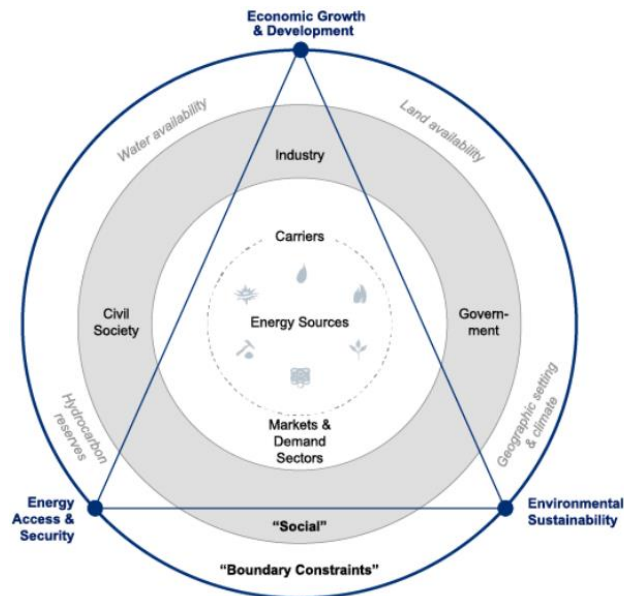 Economic Growth
& Development
Water availability
Land availability
Industry
Carriers
Civil
Society
Energy Sources
Govern-
ment
Hydrocarbon
reserves
Geographic setting
& climate
Markets &
Demand
Sectors
Energy
Access &
Security
Environmental
Sustainability
“Social”
“Boundary Constraints”